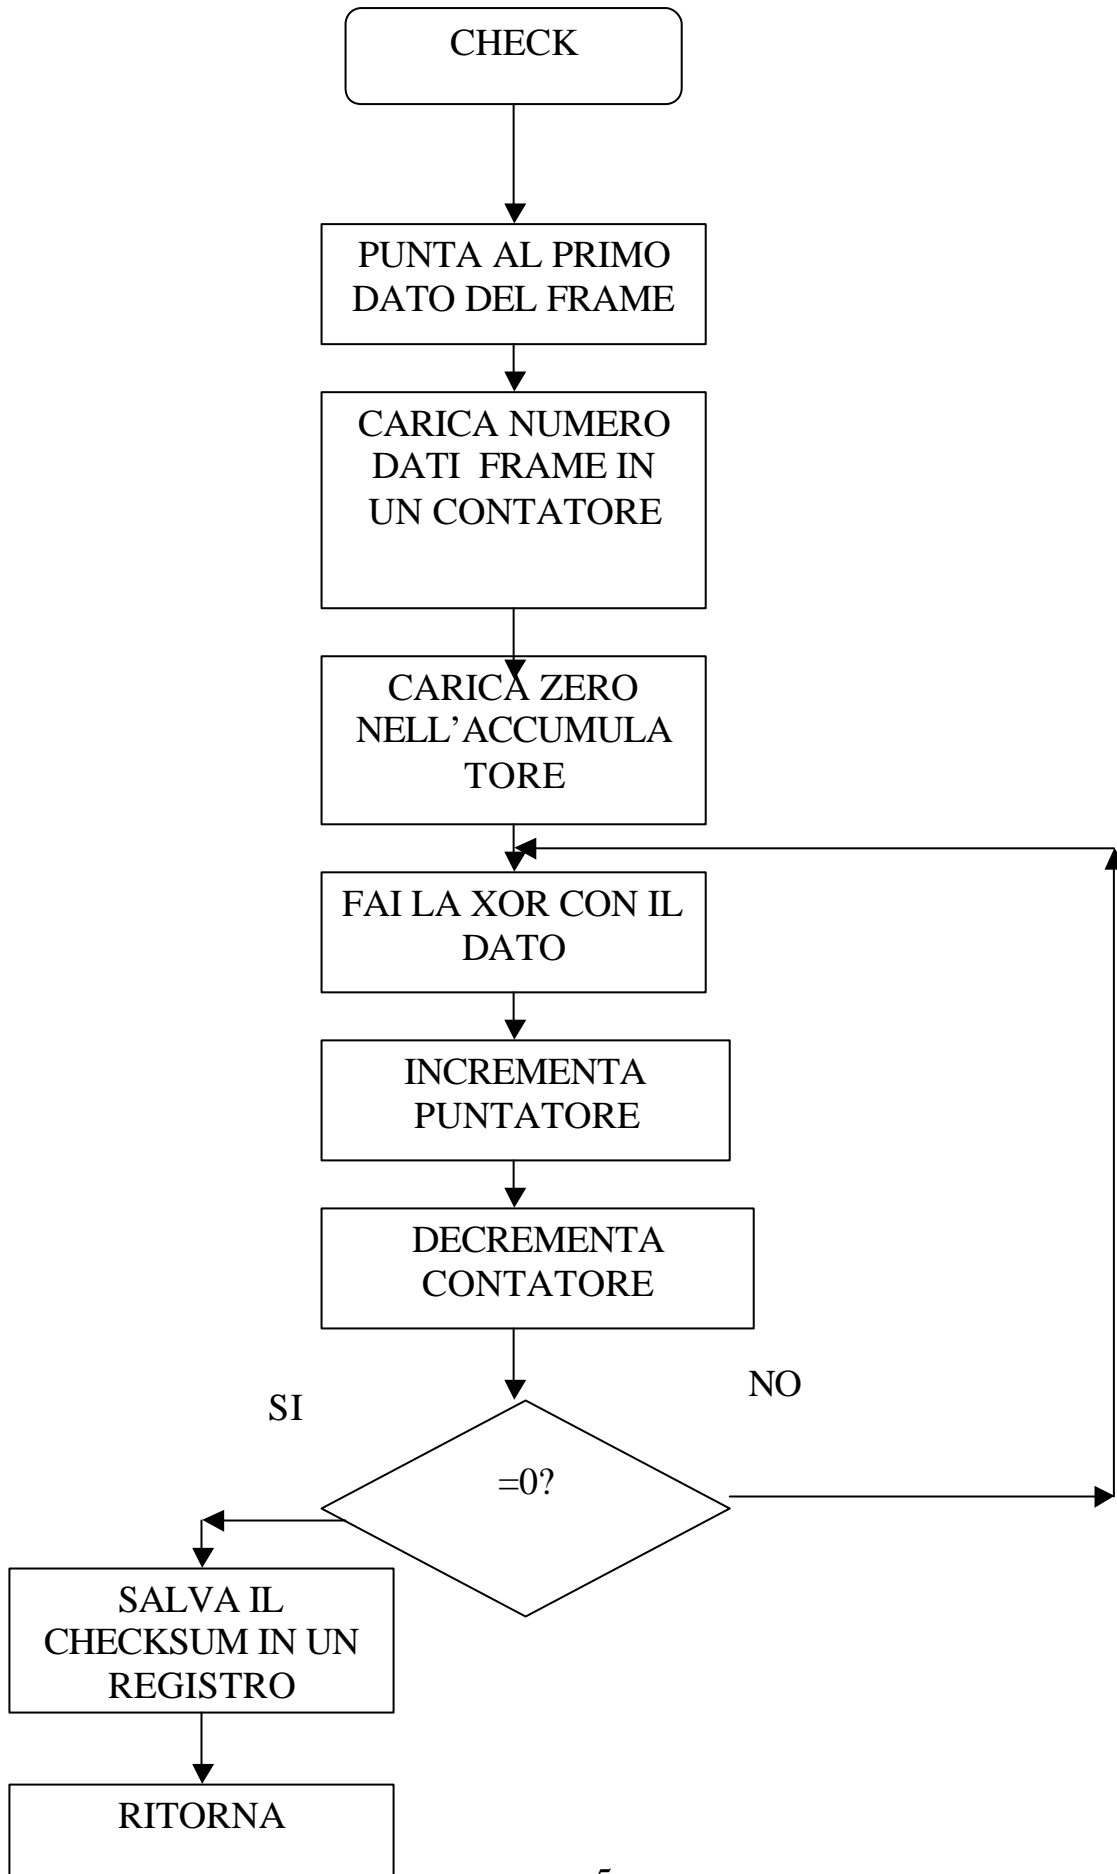 CHECK
PUNTA AL PRIMO
DATO DEL FRAME
CARICA NUMERO
DATI FRAME IN
UN CONTATORE
CARICA ZERO
NELL'ACCUMULA
TORE
FAI LA XOR CON IL
DATO
INCREMENTA
PUNTATORE
DECREMENTA
CONTATORE
NO
SI
=0?
SALVA IL
CHECKSUM IN UN
REGISTRO
RITORNA
5